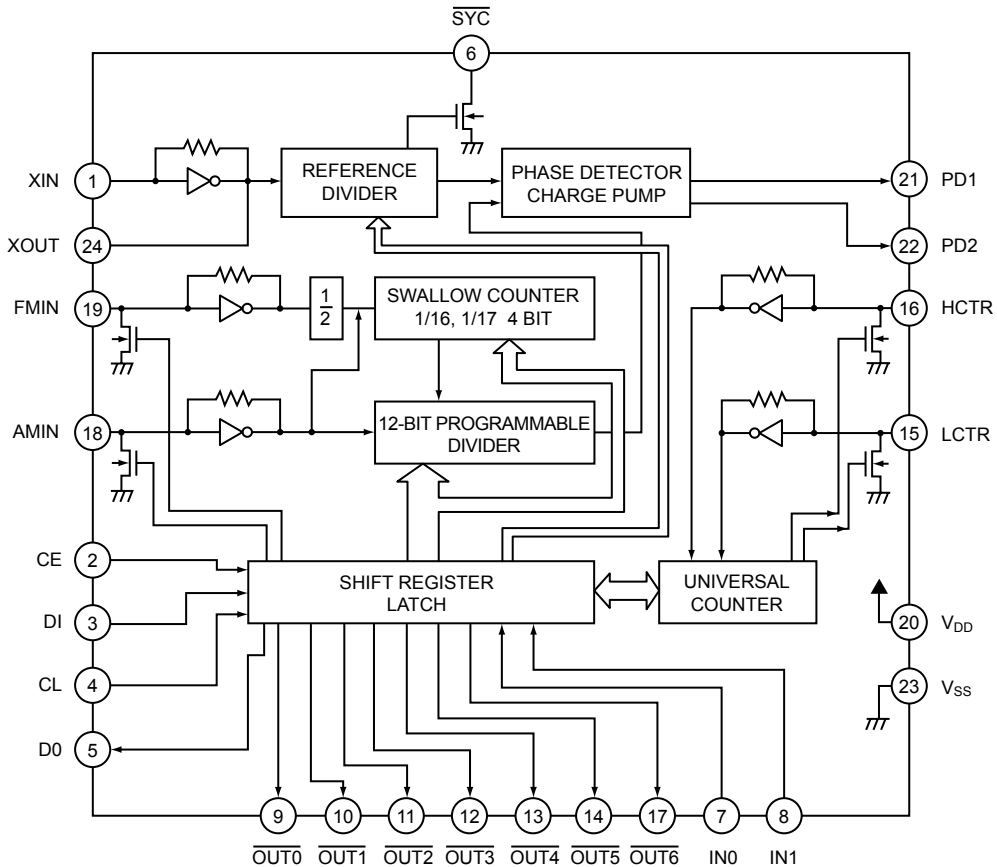 SYC
6
XIN 1
REFERENCE
DIVIDER
PHASE DETECTOR
CHARGE PUMP
21 PD1
XOUT 24
22 PD2
FMIN 19
1
2
SWALLOW COUNTER
1/16, 1/17 4 BIT
16 HCTR
AMIN 18
12-BIT PROGRAMMABLE
DIVIDER
15 LCTR
CE 2
SHIFT REGISTER
LATCH
UNIVERSAL
COUNTER
DI 3
20 VDD
CL 4
23 VSS
D0 5
9 10 11 12 13 14 17 7 8
OUT0 OUT1 OUT2 OUT3 OUT4 OUT5 OUT6 IN0 IN1